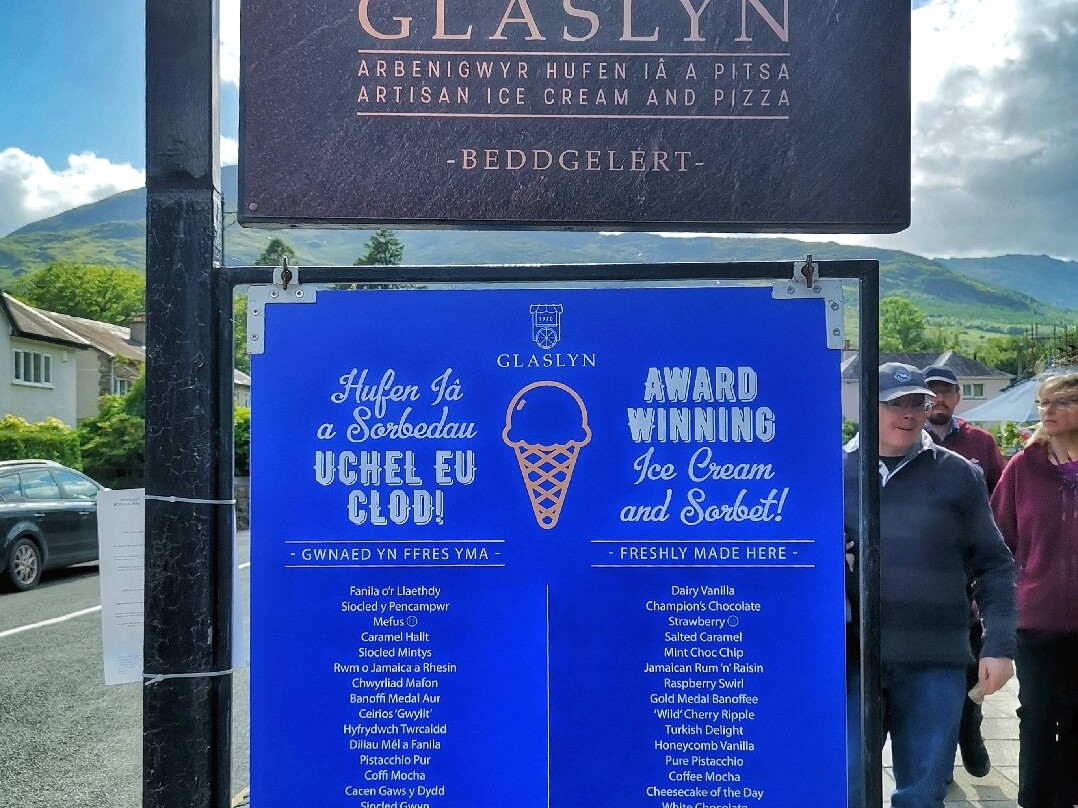 GLASLYN
ARBENIGWYR HUFEN IÂ A PITSA
ARTISAN ICE CREAM AND PIZZA
-BEDDGELERT-
1920
GLASLYN
Hufen Iâ
a Sorbedau
UCHEL EU
CLOD!
- GWNAED YN FFRES YMA -
Fanila o'r Llaethdy
Siocled y Pencampwr
Mefus
Caramel Hallt
Siocled Mintys
Rwm o Jamaica a Rhesin
Chwyrliad Mafon
Banoffi Medal Aur
Ceirios 'Gwyllt'
Hyfrydwch Twrcaidd
Diliau Mêl a Fanila
Pistacchio Pur
Coffi Mocha
Cacen Gaws y Dydd
Siocled Gwyn
AWARD
WINNING
Ice Cream
and Sorbet!
- FRESHLY MADE HERE -
Dairy Vanilla
Champion's Chocolate
Strawberry
Salted Caramel
Mint Choc Chip
Jamaican Rum 'n' Raisin
Raspberry Swirl
Gold Medal Banoffee
'Wild' Cherry Ripple
Turkish Delight
Honeycomb Vanilla
Pure Pistacchio
Coffee Mocha
Cheesecake of the Day
White Chocolate